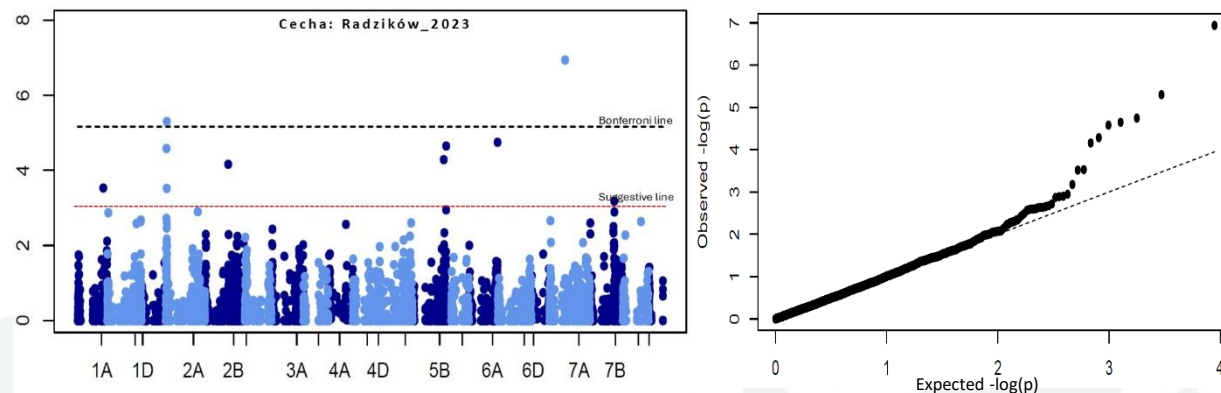 Cecha: Radzików_2023
8
6
4
2
0
Bonferroni line
Suggestive line
1A 1D 2A 2B 3A 4A 4D 5B 6A 6D 7A 7B
Observed -log(p)
7
6
5
4
3
2
1
0
0 1 2 3 4
Expected -log(p)